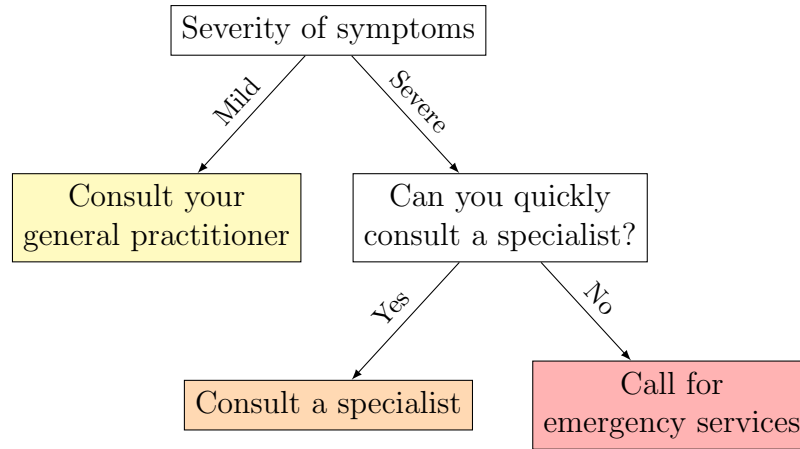 Severity of symptoms
Mild
Severe
Consult your
general practitioner
Can you quickly
consult a specialist?
Yes
No
Consult a specialist
Call for
emergency services